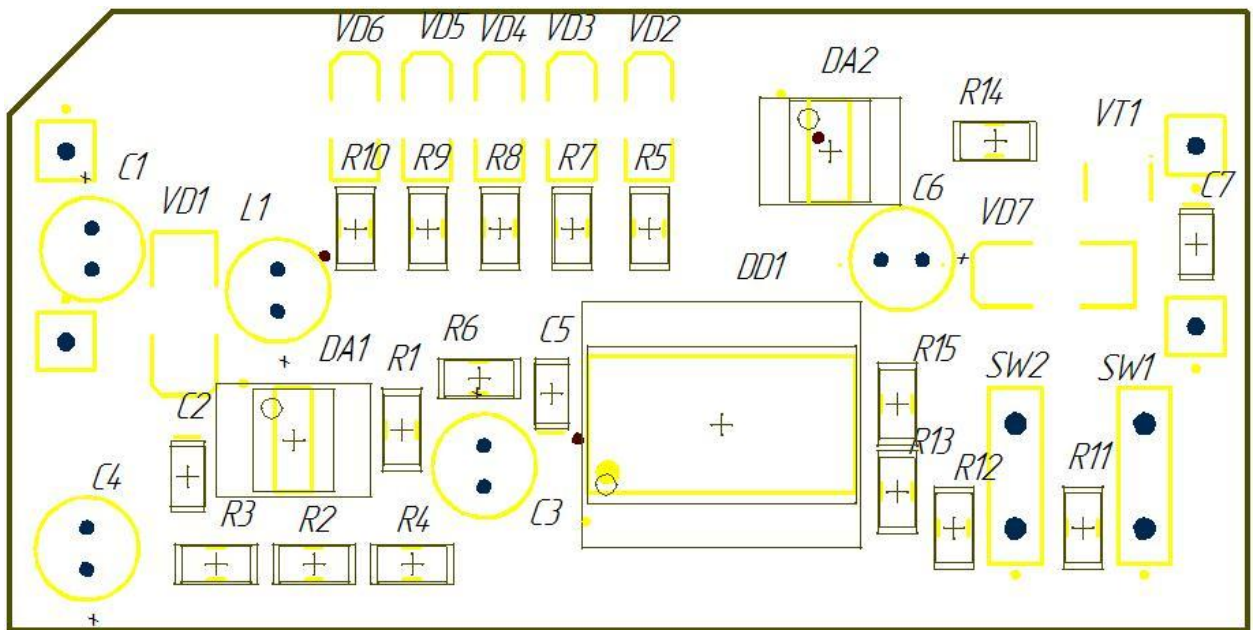 VD6 VD5 VD4 VD3 VD2
DA2
R14
VT1
C1
R10 R9 R8 R7 R5
VD1 L1
C6
C7
VD7
DD1
DA1 R1 R6 C5
R15 SW2 SW1
C2
R13
R12 R11
C4
C3
R3 R2 R4